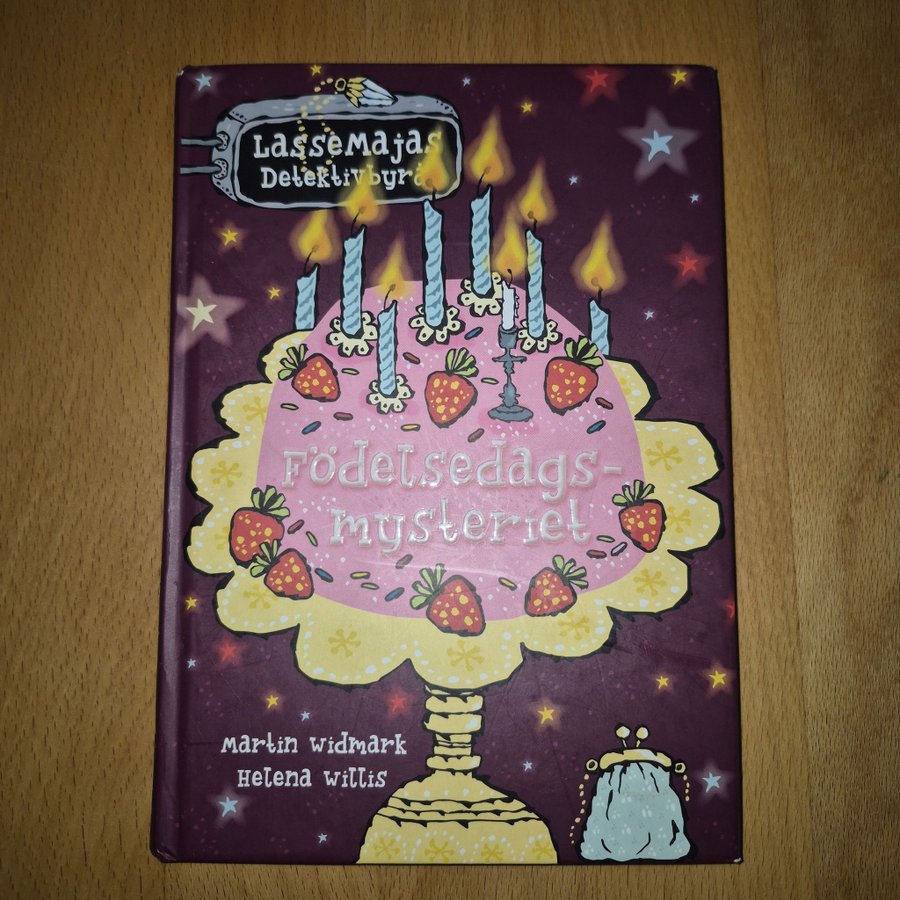 LasseMajas
Detektivbyrå
Födelsedags-
mysteriet
Martin Widmark
Helena Willis